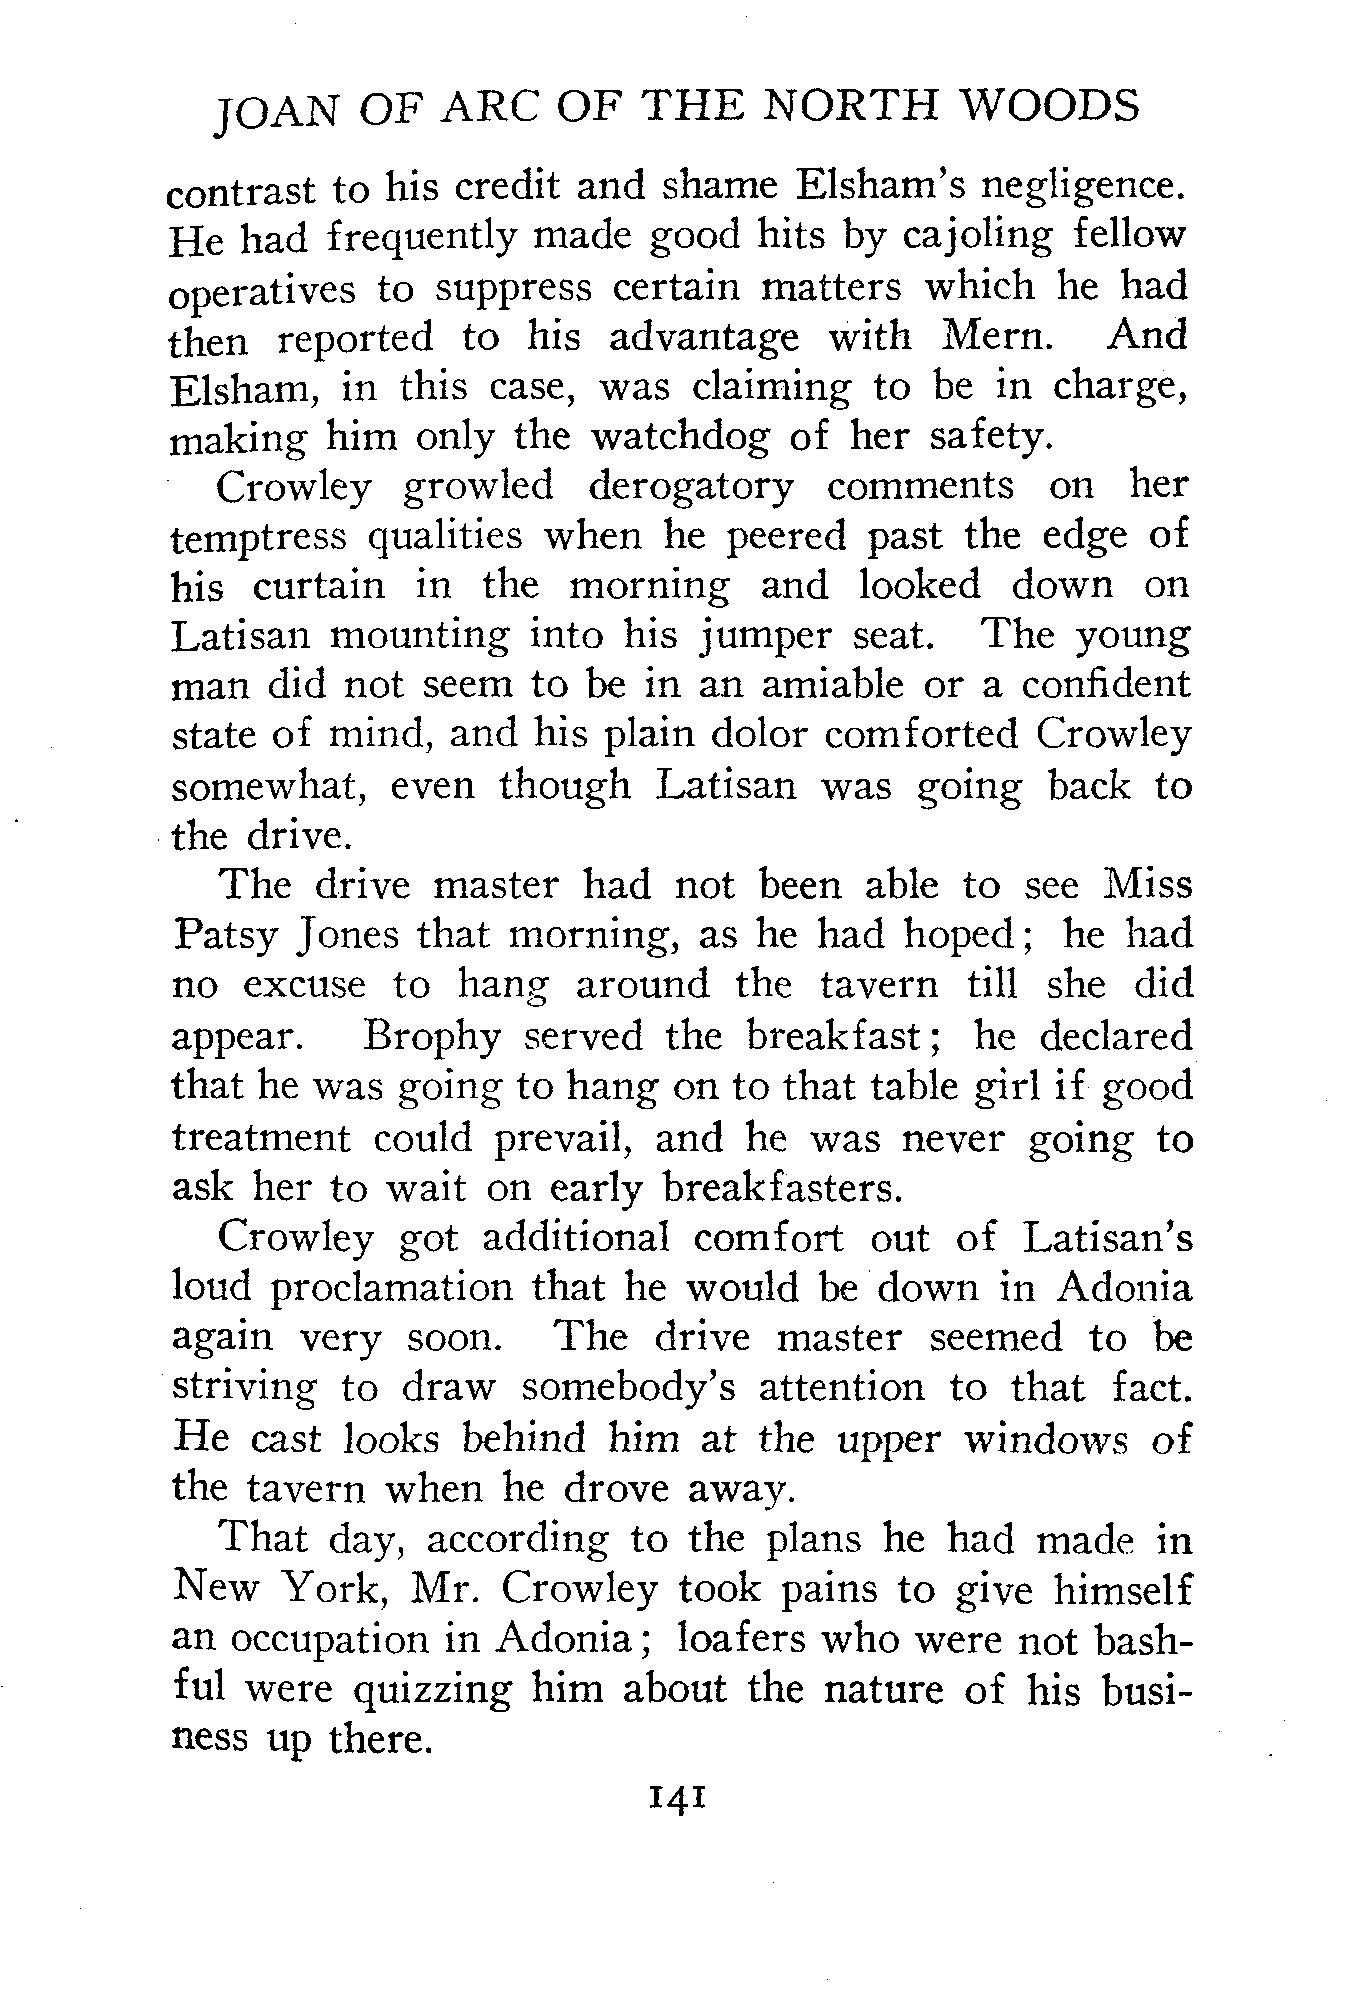 JOAN OF ARC OF THE NORTH WOODS
contrast to his credit and shame Elsham's negligence.
He had frequently made good hits by cajoling fellow
operatives to suppress certain matters which he had
then reported to his advantage with Mern. And
Elsham, in this case, was claiming to be in charge,
making him only the watchdog of her safety.
Crowley growled derogatory comments on her
temptress qualities when he peered past the edge of
his curtain in the morning and looked down on
Latisan mounting into his jumper seat. The young
man did not seem to be in an amiable or a confident
state of mind, and his plain dolor comforted Crowley
somewhat, even though Latisan was going back to
the drive.
The drive master had not been able to see Miss
Patsy Jones that morning, as he had hoped; he had
no excuse to hang around the tavern till she did
appear. Brophy served the breakfast; he declared
that he was going to hang on to that table girl if good
treatment could prevail, and he was never going to
ask her to wait on early breakfasters.
Crowley got additional comfort out of Latisan's
loud proclamation that he would be down in Adonia
again very soon. The drive master seemed to be
striving to draw somebody's attention to that fact.
He cast looks behind him at the upper windows of
the tavern when he drove away.
That day, according to the plans he had made in
New York, Mr. Crowley took pains to give himself
an occupation in Adonia; loafers who were not bash-
ful were quizzing him about the nature of his busi-
ness up there.
141